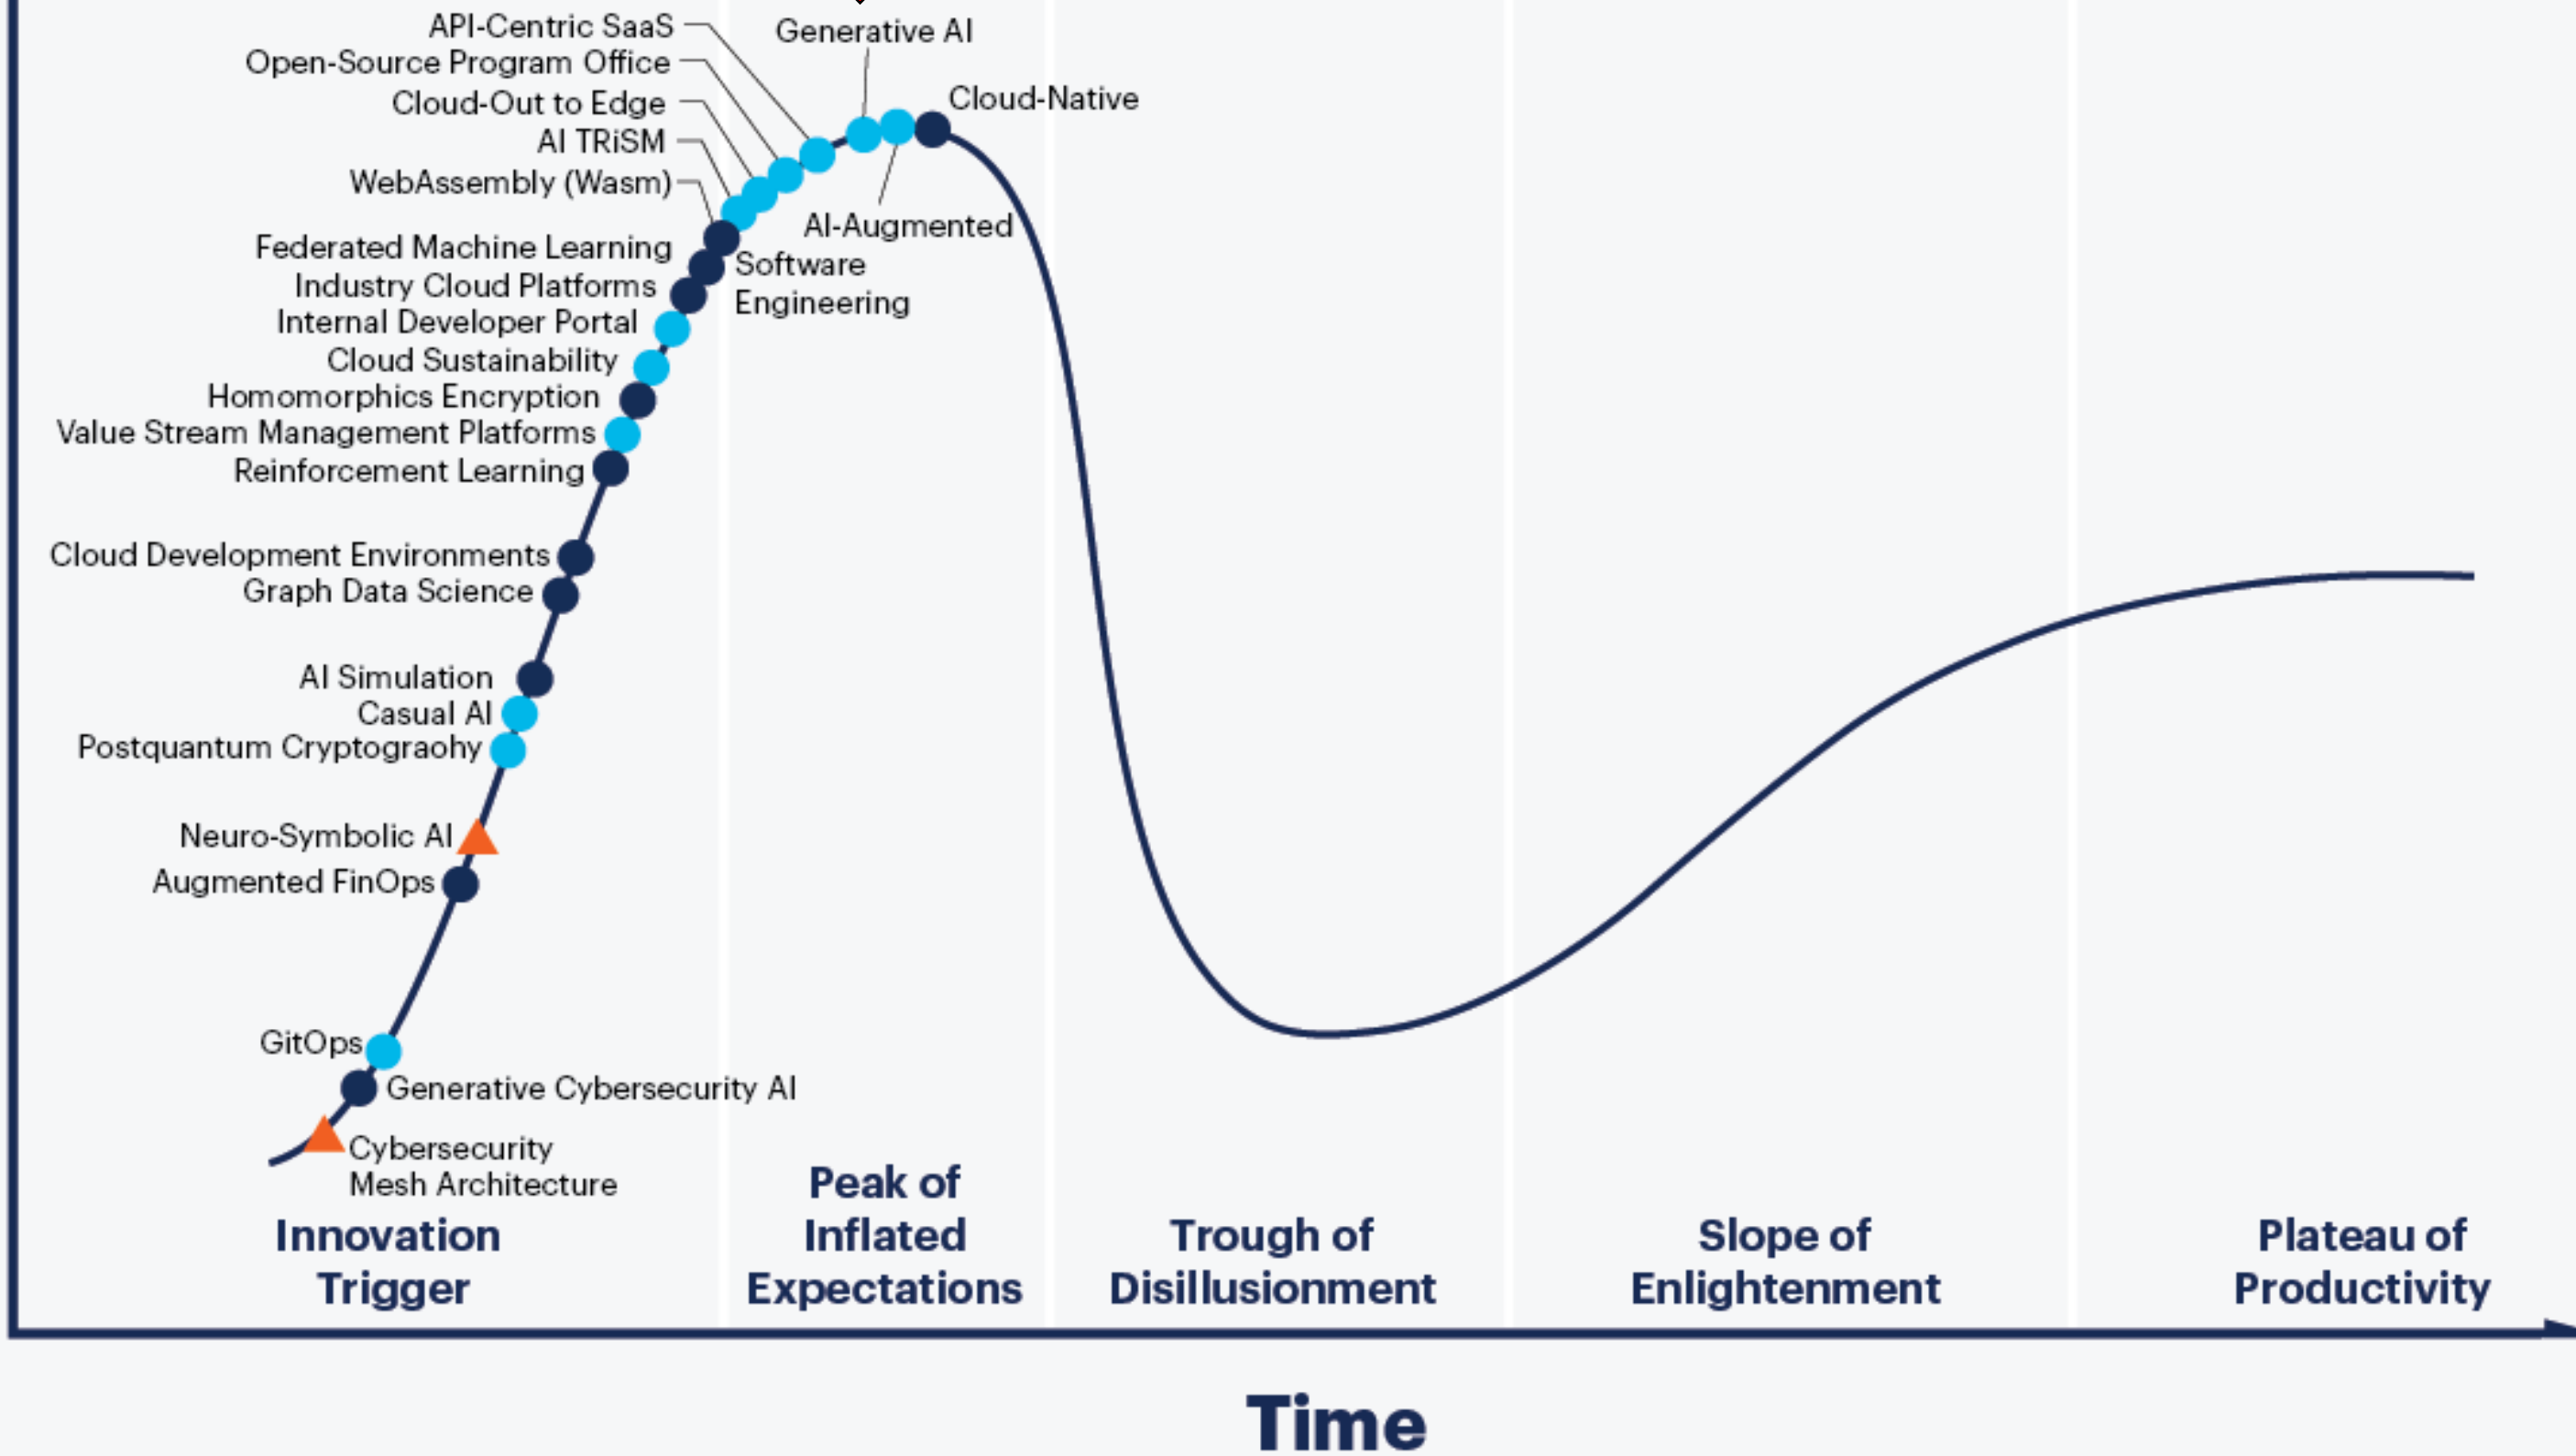 API-Centric SaaS
Generative AI
Open-Source Program Office
Cloud-Native
Cloud-Out to Edge
AI TRiSM
WebAssembly (Wasm)
AI-Augmented
Software
Engineering
Federated Machine Learning
Industry Cloud Platforms
Internal Developer Portal
Cloud Sustainability
Homomorphics Encryption
Value Stream Management Platforms
Reinforcement Learning
Cloud Development Environments
Graph Data Science
AI Simulation
Casual AI
Postquantum Cryptograohy
Neuro-Symbolic AI
Augmented FinOps
GitOps
Generative Cybersecurity AI
Cybersecurity
Mesh Architecture
Innovation
Trigger
Peak of
Inflated
Expectations
Trough of
Disillusionment
Slope of
Enlightenment
Plateau of
Productivity
Time